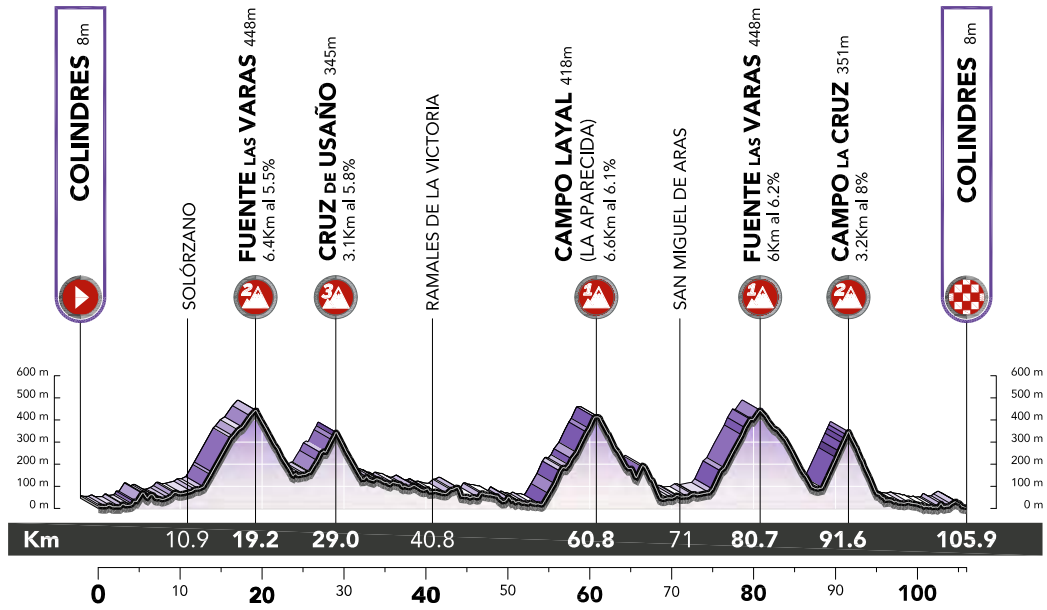 COLINDRES 8m
SOLÓRZANO
FUENTE LAS VARAS 448m
6.4Km al 5.5%
CRUZ DE USAÑO 345m
3.1Km al 5.8%
RAMALES DE LA VICTORIA
CAMPO LAYAL 418m
(LA APARECIDA)
6.6Km al 6.1%
SAN MIGUEL DE ARAS
FUENTE LAS VARAS 448m
6Km al 6.2%
CAMPO LA CRUZ 351m
3.2Km al 8%
COLINDRES 8m
2 3 1 1 2
600 m 600 m
500 m 500 m
400 m 400 m
300 m 300 m
200 m 200 m
100 m 100 m
0 m 0 m
Km 10.9 19.2 29.0 40.8 60.8 71 80.7 91.6 105.9
0 10 20 30 40 50 60 70 80 90 100